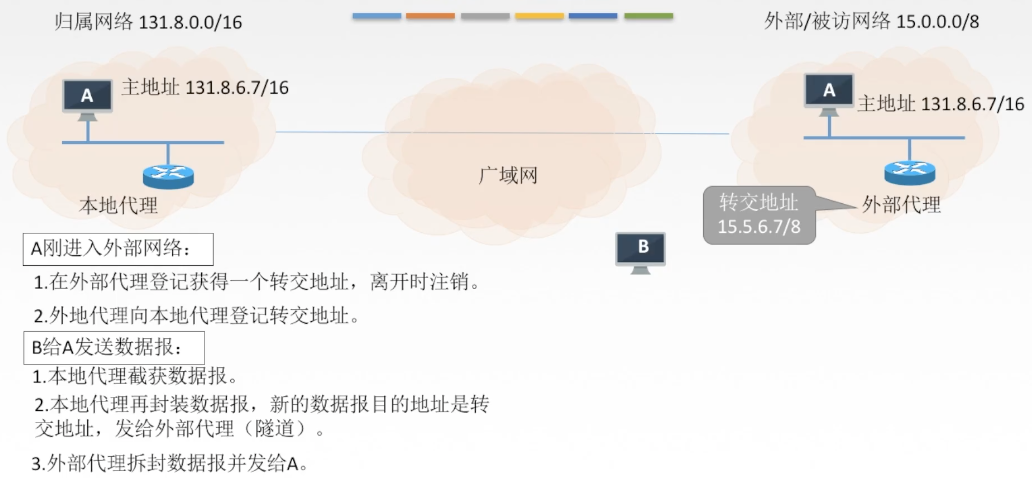 归属网络 131.8.0.0/16
外部/被访网络 15.0.0.0/8
A
主地址 131.8.6.7/16
A
主地址 131.8.6.7/16
广域网
本地代理
转交地址
15.5.6.7/8
外部代理
B
A刚进入外部网络：
1.在外部代理登记获得一个转交地址，离开时注销。
2.外地代理向本地代理登记转交地址。
B给A发送数据报：
1.本地代理截获数据报。
2.本地代理再封装数据报，新的数据报目的地址是转
交地址，发给外部代理（隧道）。
3.外部代理拆封数据报并发给A。